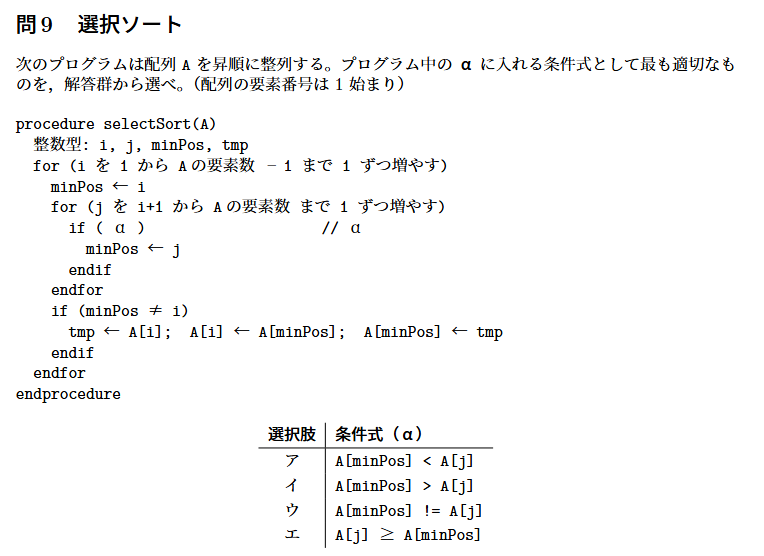 問9　選択ソート
次のプログラムは配列 A を昇順に整列する。プログラム中の α に入れる条件式として最も適切なも
のを，解答群から選べ。（配列の要素番号は 1 始まり）
procedure selectSort(A)
  整数型: i, j, minPos, tmp
  for (i を 1 から Aの要素数 − 1 まで 1 ずつ増やす)
    minPos ← i
    for (j を i+1 から Aの要素数 まで 1 ずつ増やす)
      if ( α )                    // α
        minPos ← j
      endif
    endfor
    if (minPos ≠ i)
      tmp ← A[i];  A[i] ← A[minPos];  A[minPos] ← tmp
    endif
  endfor
endprocedure
選択肢 条件式（α）
ア A[minPos] < A[j]
イ A[minPos] > A[j]
ウ A[minPos] != A[j]
エ A[j] ≥ A[minPos]